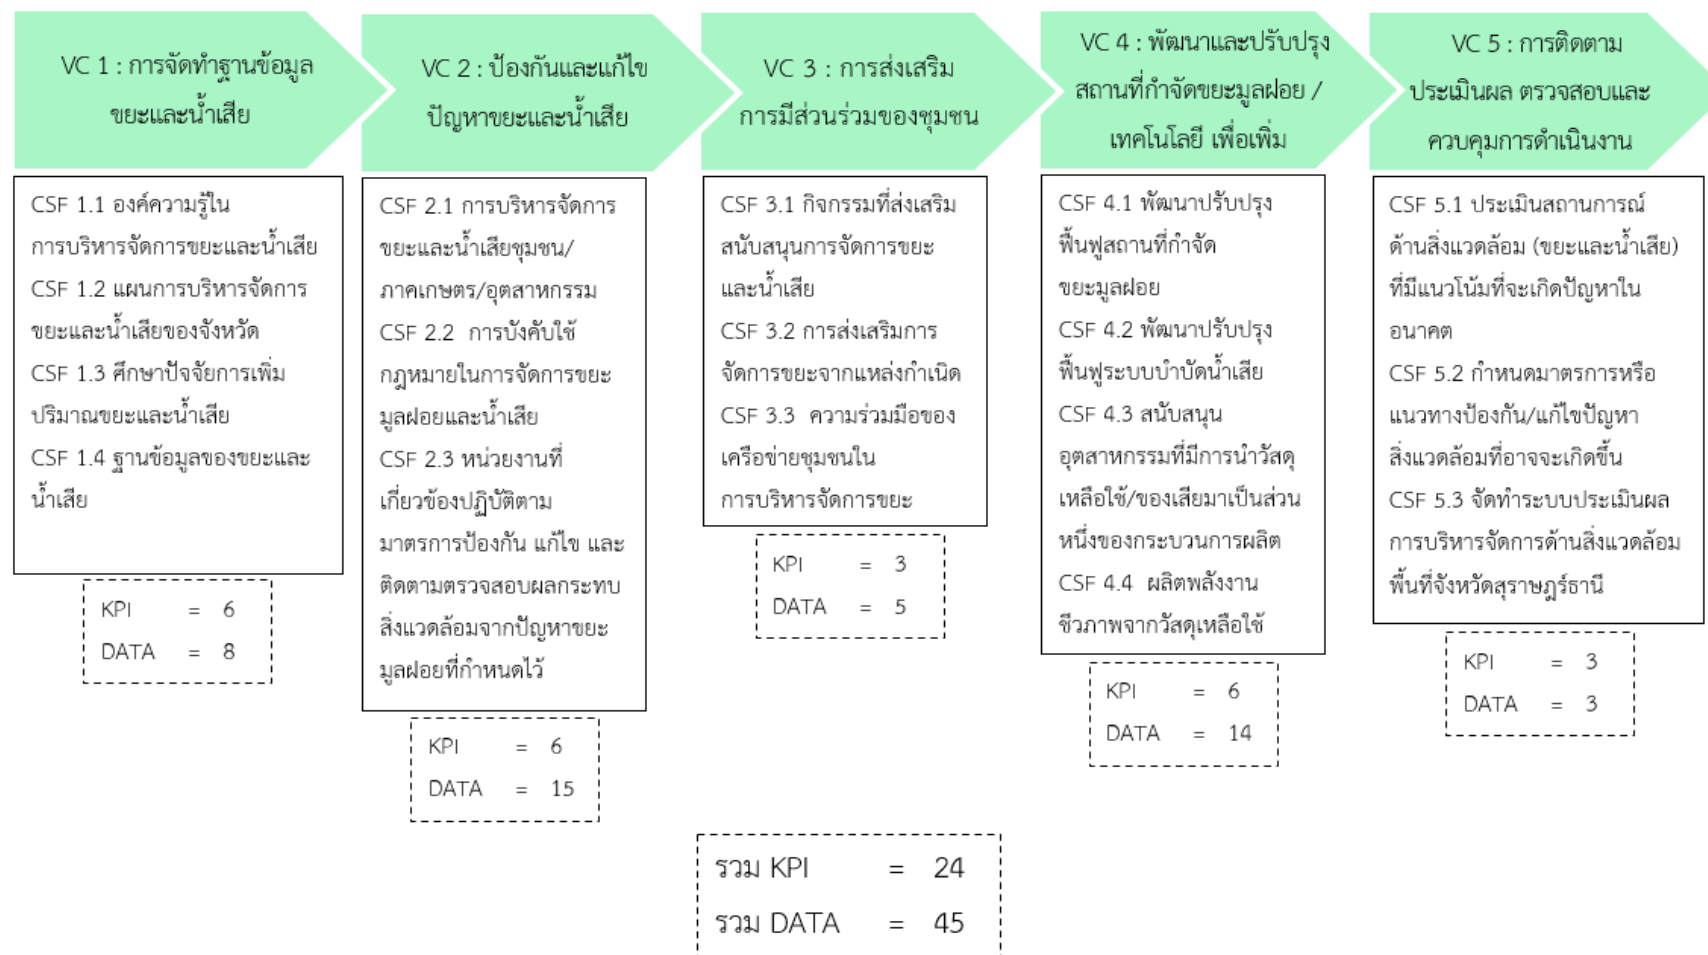 VC 1 : การจัดทำฐานข้อมูล
ขยะและน้ำเสีย
VC 2 : ป้องกันและแก้ไข
ปัญหาขยะและน้ำเสีย
VC 3 : การส่งเสริม
การมีส่วนร่วมของชุมชน
VC 4 : พัฒนาและปรับปรุง
สถานที่กำจัดขยะมูลฝอย /
เทคโนโลยี เพื่อเพิ่ม
VC 5 : การติดตาม
ประเมินผล ตรวจสอบและ
ควบคุมการดำเนินงาน
CSF 1.1 องค์ความรู้ใน
การบริหารจัดการขยะและน้ำเสีย
CSF 1.2 แผนการบริหารจัดการ
ขยะและน้ำเสียของจังหวัด
CSF 1.3 ศึกษาปัจจัยการเพิ่ม
ปริมาณขยะและน้ำเสีย
CSF 1.4 ฐานข้อมูลของขยะและ
น้ำเสีย
KPI = 6
DATA = 8
CSF 2.1 การบริหารจัดการ
ขยะและน้ำเสียชุมชน/
ภาคเกษตร/อุตสาหกรรม
CSF 2.2 การบังคับใช้
กฎหมายในการจัดการขยะ
มูลฝอยและน้ำเสีย
CSF 2.3 หน่วยงานที่
เกี่ยวข้องปฏิบัติตาม
มาตรการป้องกัน แก้ไข และ
ติดตามตรวจสอบผลกระทบ
สิ่งแวดล้อมจากปัญหาขยะ
มูลฝอยที่กำหนดไว้
KPI = 6
DATA = 15
CSF 3.1 กิจกรรมที่ส่งเสริม
สนับสนุนการจัดการขยะ
และน้ำเสีย
CSF 3.2 การส่งเสริมการ
จัดการขยะจากแหล่งกำเนิด
CSF 3.3 ความร่วมมือของ
เครือข่ายชุมชนใน
การบริหารจัดการขยะ
KPI = 3
DATA = 5
CSF 4.1 พัฒนาปรับปรุง
ฟื้นฟูสถานที่กำจัด
ขยะมูลฝอย
CSF 4.2 พัฒนาปรับปรุง
ฟื้นฟูระบบบำบัดน้ำเสีย
CSF 4.3 สนับสนุน
อุตสาหกรรมที่มีการนำวัสดุ
เหลือใช้/ของเสียมาเป็นส่วน
หนึ่งของกระบวนการผลิต
CSF 4.4 ผลิตพลังงาน
ชีวภาพจากวัสดุเหลือใช้
KPI = 6
DATA = 14
CSF 5.1 ประเมินสถานการณ์
ด้านสิ่งแวดล้อม (ขยะและน้ำเสีย)
ที่มีแนวโน้มที่จะเกิดปัญหาใน
อนาคต
CSF 5.2 กำหนดมาตรการหรือ
แนวทางป้องกัน/แก้ไขปัญหา
สิ่งแวดล้อมที่อาจจะเกิดขึ้น
CSF 5.3 จัดทำระบบประเมินผล
การบริหารจัดการด้านสิ่งแวดล้อม
พื้นที่จังหวัดสุราษฎร์ธานี
KPI = 3
DATA = 3
รวม KPI = 24
รวม DATA = 45